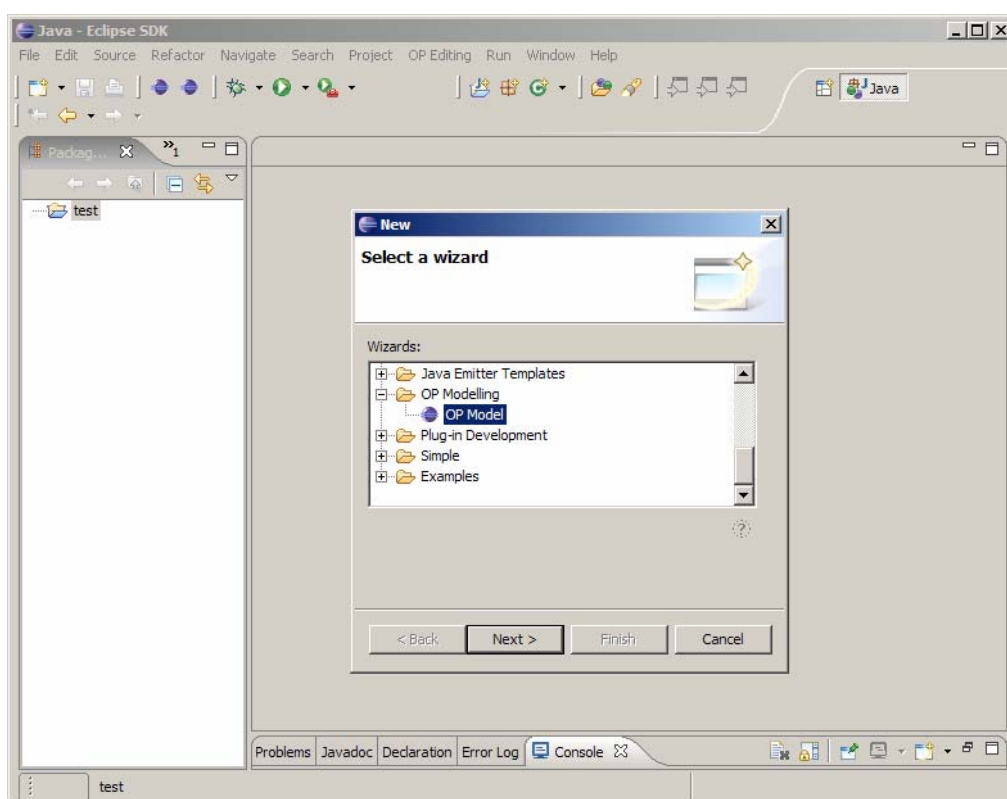 Java - Eclipse SDK
File Edit Source Refactor Navigate Search Project OP Editing Run Window Help
Java
Packag...
»1
test
New
Select a wizard
Wizards:
Java Emitter Templates
OP Modelling
OP Model
Plug-in Development
Simple
Examples
< Back Next > Finish Cancel
Problems Javadoc Declaration Error Log Console
test